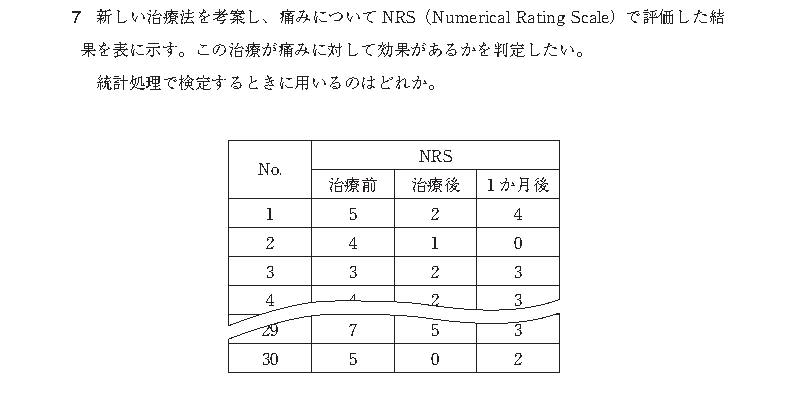 7 新しい治療法を考案し、痛みについて NRS（Numerical Rating Scale）で評価した結
果を表に示す。この治療が痛みに対して効果があるかを判定したい。
統計処理で検定するときに用いるのはどれか。
No. NRS
治療前 治療後 1か月後
1 5 2 4
2 4 1 0
3 3 2 3
4 4 2 3
29 7 5 3
30 5 0 2